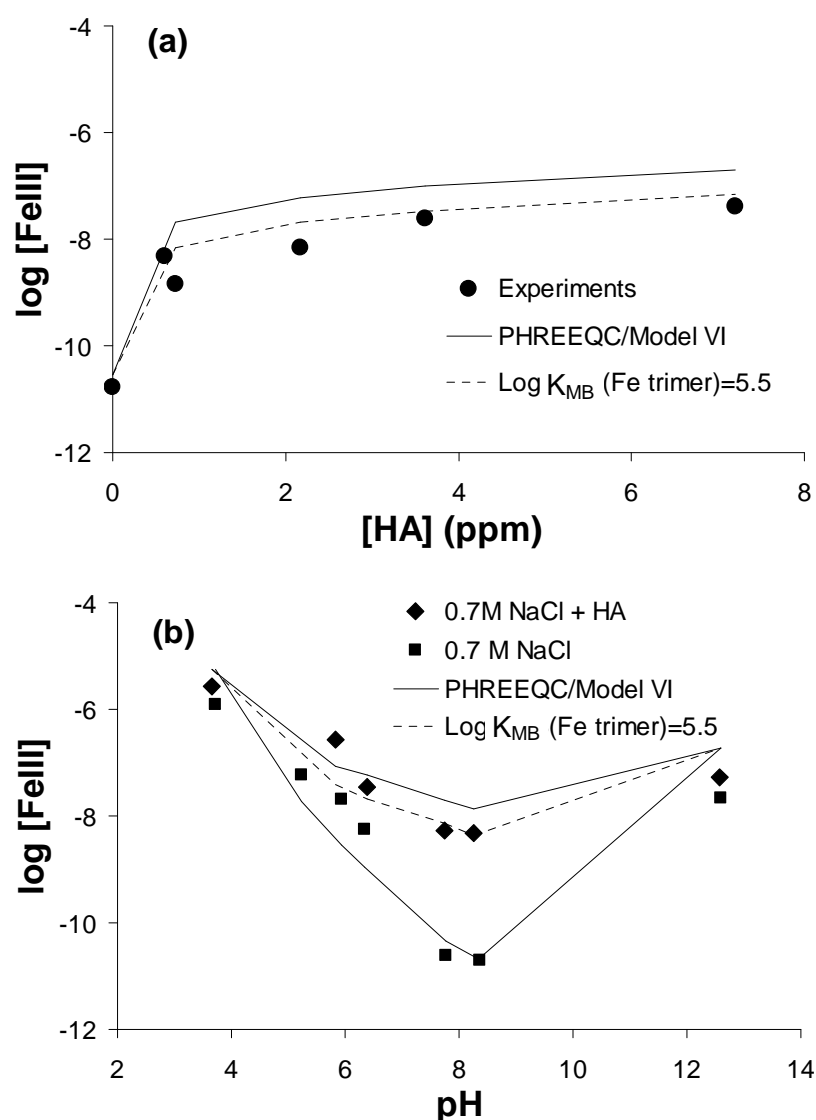 (a)
-4
-6
-8
-10
-12
log [FeIII]
Experiments
PHREEQC/Model VI
Log KMB (Fe trimer)=5.5
0 2 4 6 8
[HA] (ppm)
(b)
-4
-6
-8
-10
-12
log [FeIII]
0.7M NaCl + HA
0.7 M NaCl
PHREEQC/Model VI
Log KMB (Fe trimer)=5.5
2 4 6 8 10 12 14
pH